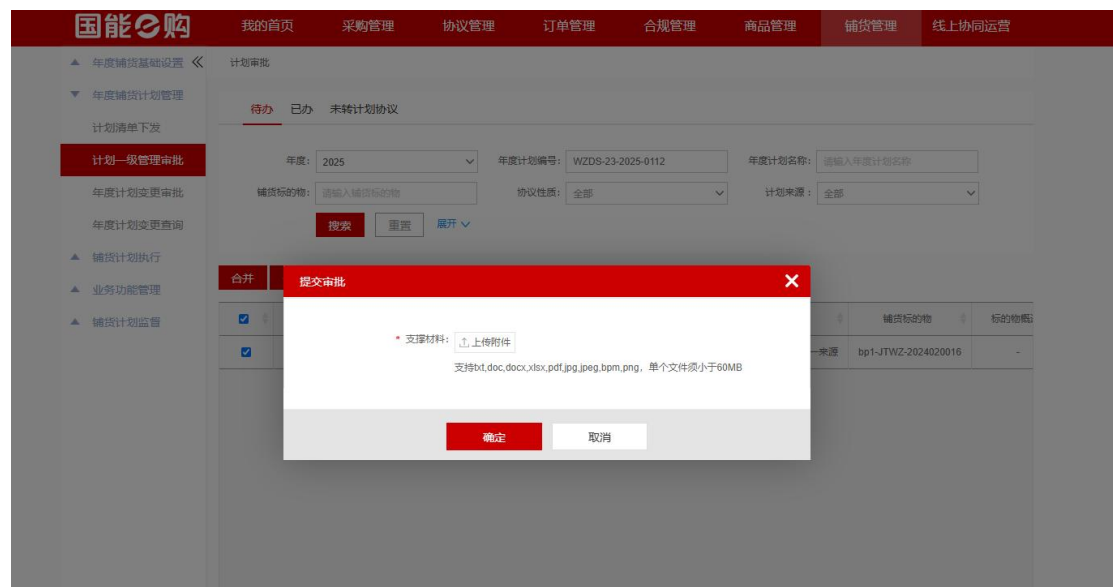 国能e购 我的首页 采购管理 协议管理 订单管理 合规管理 商品管理 铺货管理 线上协同运营
年度铺货基础设置 计划审批
年度铺货计划管理
待办 已办 未转计划协议
计划清单下发
计划一级管理审批
年度: 2025 年度计划编号: WZDS-23-2025-0112 年度计划名称: 请输入年度计划名称
年度计划变更审批
铺货标的物: 请输入铺货标的物 协议性质: 全部 计划来源: 全部
年度计划变更查询
搜索 重置 展开
铺货计划执行
合并
提交审批
业务功能管理
铺货计划监督
铺货标的物 标的物概
* 支撑材料: 上传附件
一来源 bp1-JTWZ-2024020016 -
支持txt,doc,docx,xlsx,pdf,jpg,jpeg,bpm,png, 单个文件须小于60MB
确定 取消